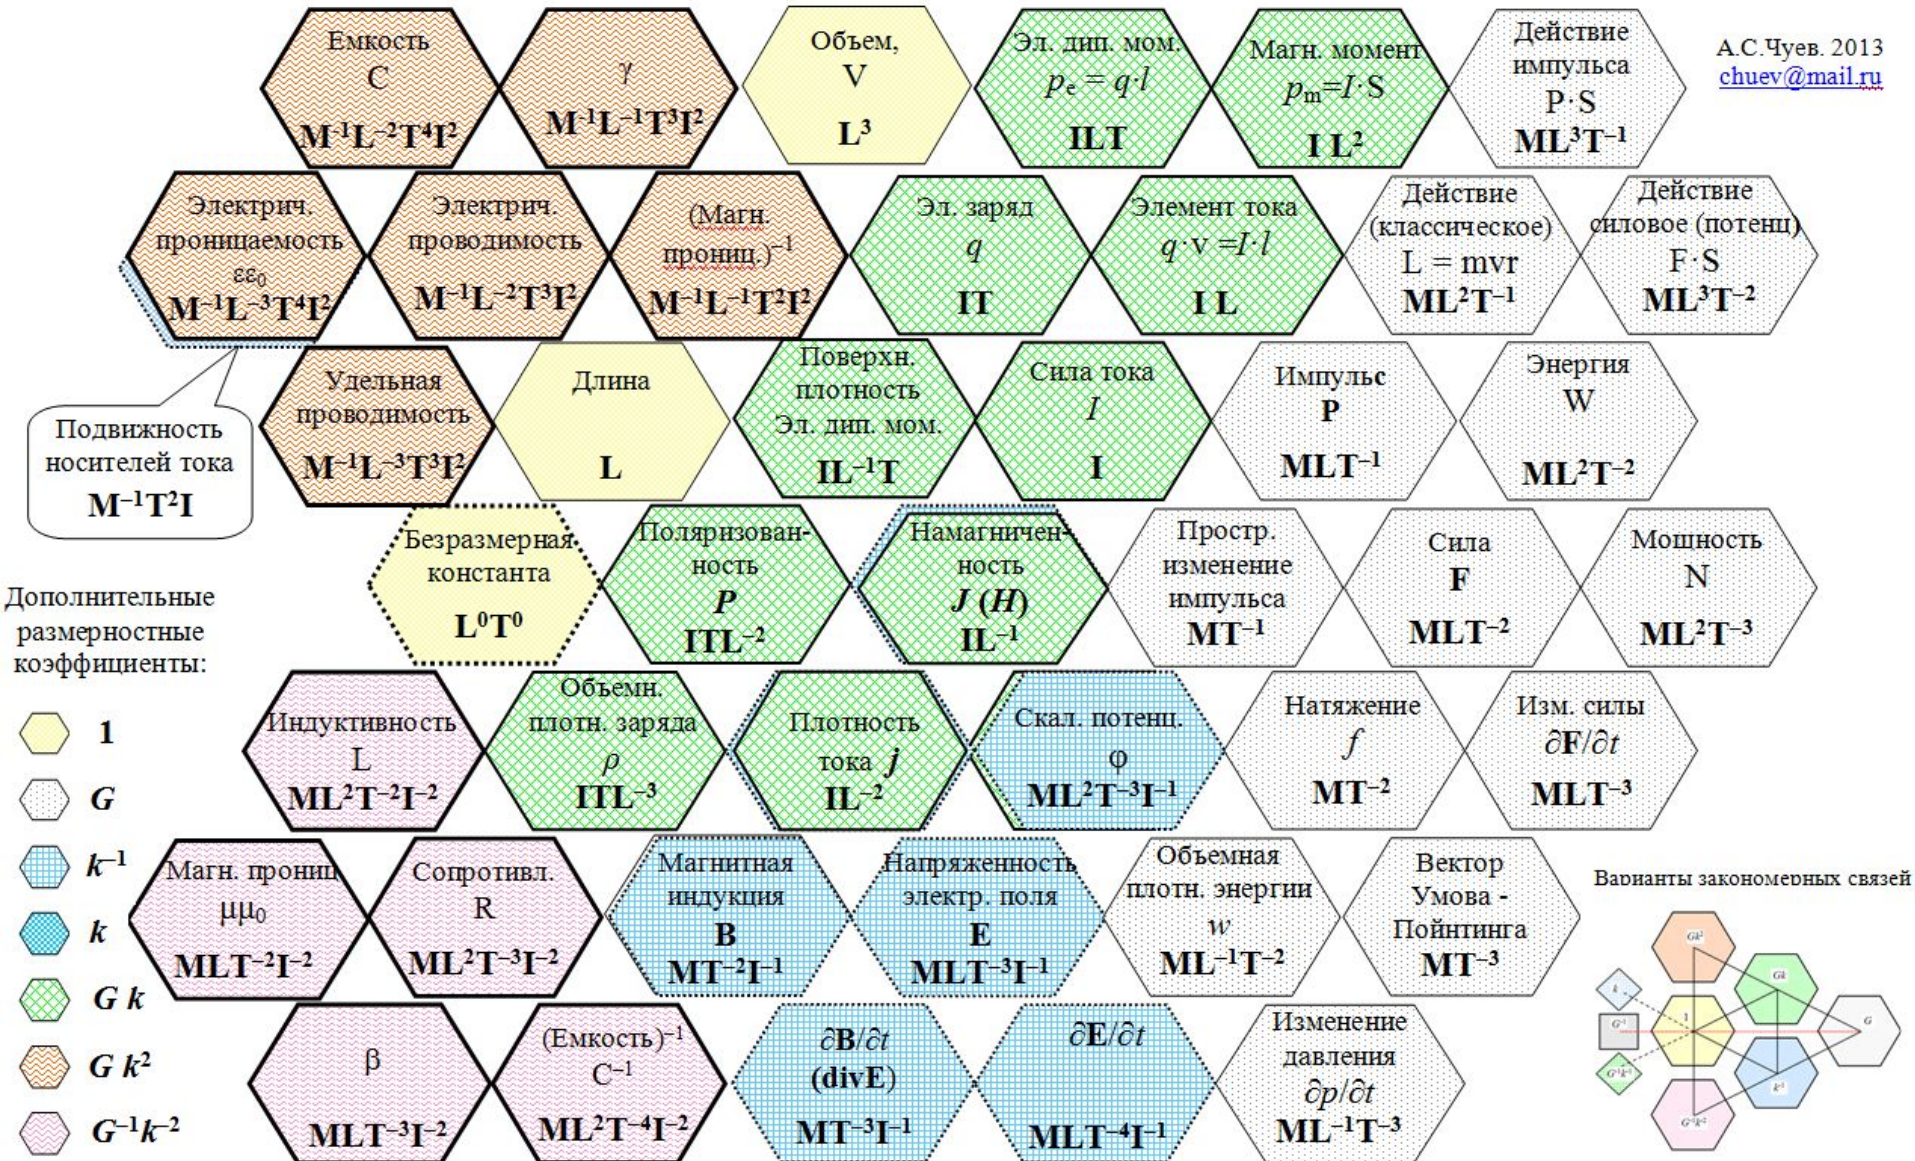 Емкость
C
M⁻¹L⁻²T⁴I²
γ
M⁻¹L⁻¹T³I²
Объем,
V
L³
Эл. дип. мом.
pₑ = q·l
ILT
Магн. момент
pₘ=I·S
I L²
Действие
импульса
P·S
ML³T⁻¹
А.С.Чуев. 2013
chuev@mail.ru
Электрич.
проницаемость
εε₀
M⁻¹L⁻³T⁴I²
Электрич.
проводимость
M⁻¹L⁻²T³I²
(Магн.
прониц.)⁻¹
M⁻¹L⁻¹T²I²
Эл. заряд
q
IT
Элемент тока
q·v =I·l
I L
Действие
(классическое)
L = mvr
ML²T⁻¹
Действие
силовое (потенц)
F·S
ML³T⁻²
Подвижность
носителей тока
M⁻¹T²I
Удельная
проводимость
M⁻¹L⁻³T³I²
Длина
L
Поверхн.
плотность
Эл. дип. мом.
IL⁻¹T
Сила тока
I
I
Импульс
P
MLT⁻¹
Энергия
W
ML²T⁻²
Безразмерная
константа
L⁰T⁰
Поляризован-
ность
P
ITL⁻²
Намагничен-
ность
J (H)
IL⁻¹
Простр.
изменение
импульса
MT⁻¹
Сила
F
MLT⁻²
Мощность
N
ML²T⁻³
Дополнительные
размерностные
коэффициенты:
1
G
k⁻¹
k
G k
G k²
G⁻¹k⁻²
Индуктивность
L
ML²T⁻²I⁻²
Объемн.
плотн. заряда
ρ
ITL⁻³
Плотность
тока j
IL⁻²
Скал. потенц.
φ
ML²T⁻³I⁻¹
Натяжение
f
MT⁻²
Изм. силы
∂F/∂t
MLT⁻³
Магн. прониц
μμ₀
MLT⁻²I⁻²
Сопротивл.
R
ML²T⁻³I⁻²
Магнитная
индукция
B
MT⁻²I⁻¹
Напряженность
электр. поля
E
MLT⁻³I⁻¹
Объемная
плотн. энергии
w
ML⁻¹T⁻²
Вектор
Умова -
Пойнтинга
MT⁻³
β
MLT⁻³I⁻²
(Емкость)⁻¹
C⁻¹
ML²T⁻⁴I⁻²
∂B/∂t
(divE)
MT⁻³I⁻¹
∂E/∂t
MLT⁻⁴I⁻¹
Изменение
давления
∂p/∂t
ML⁻¹T⁻³
Варианты закономерных связей
Gk²
Gk
k
G⁻¹
1
G
G⁻¹k⁻¹
k⁻¹
G⁻¹k⁻²